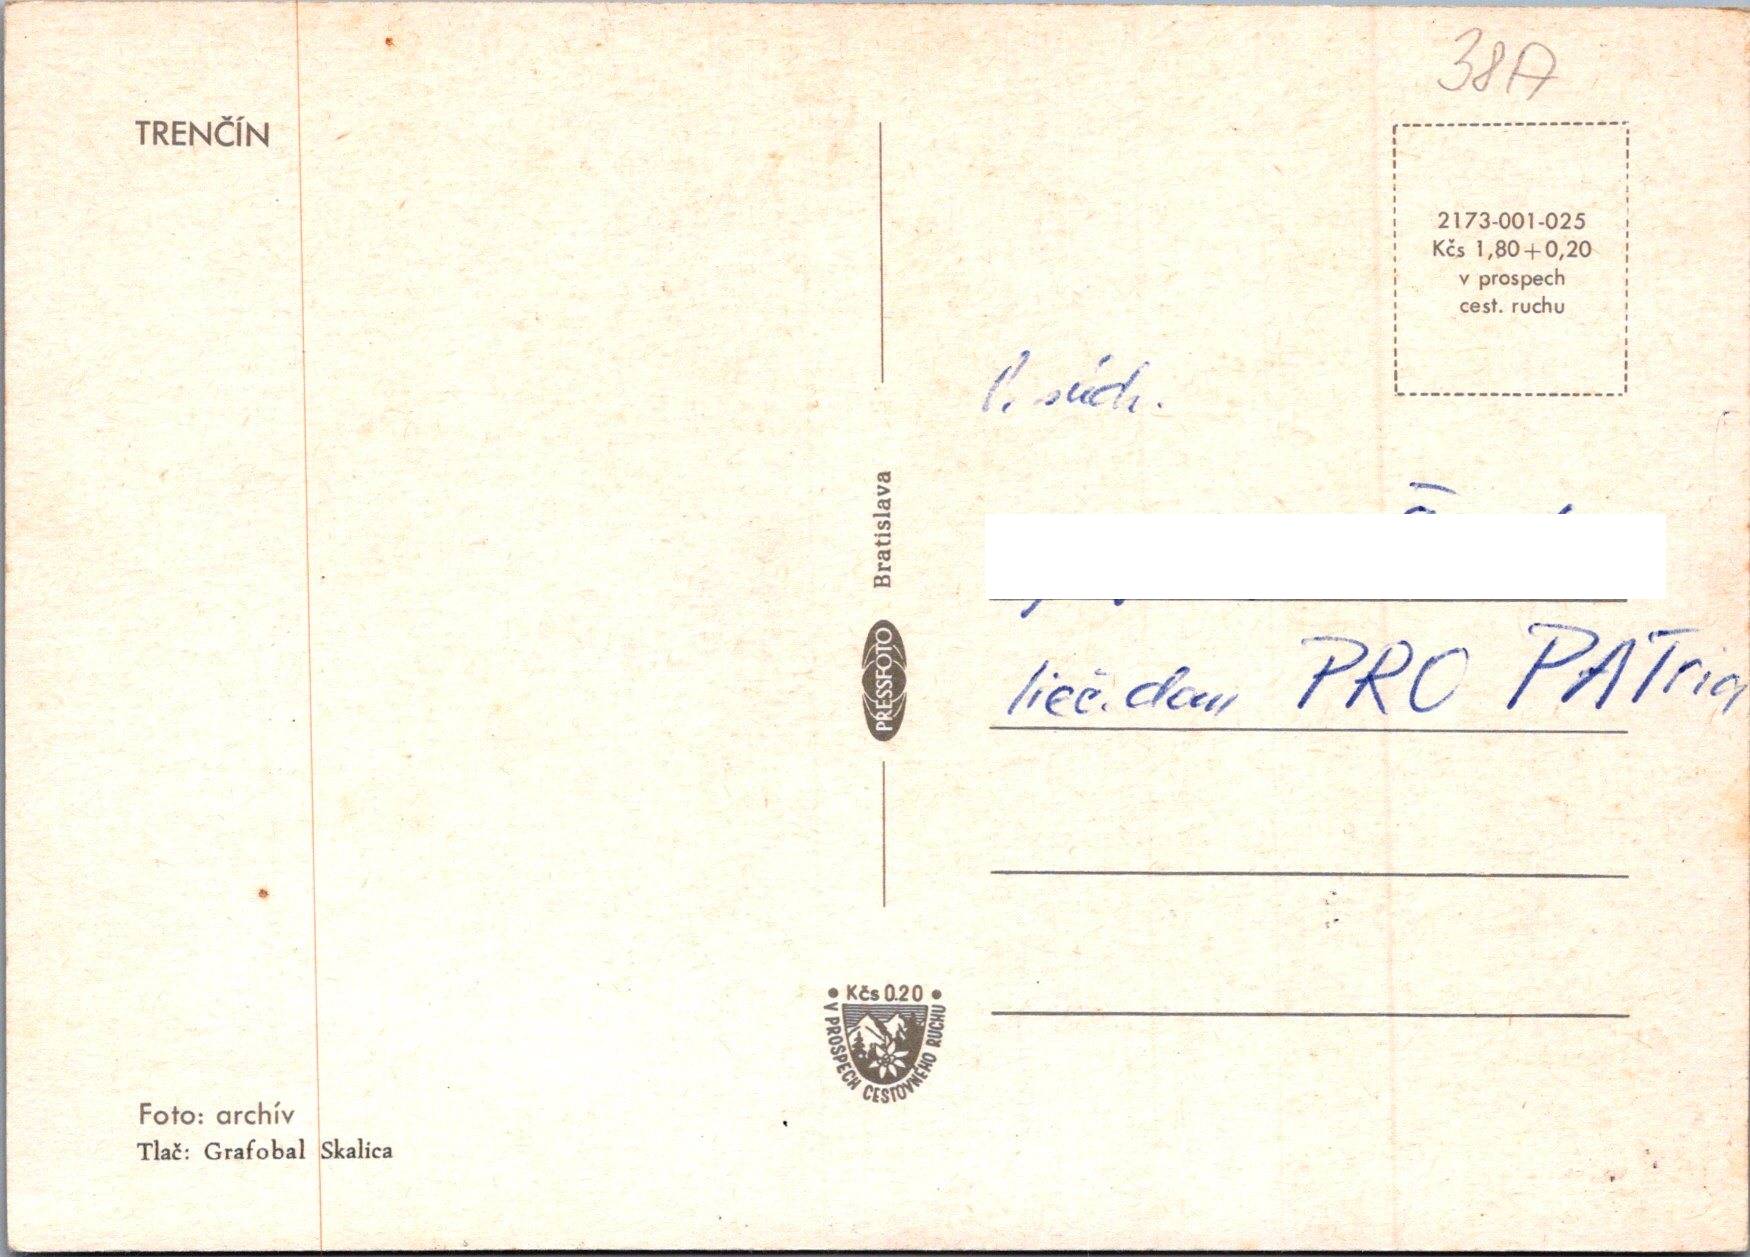 38A
TRENČÍN
2173-001-025
Kčs 1,80+0,20
v prospech
cest. ruchu
Bratislava
PRESSFOTO
lieč. dom PRO PATria
• Kčs 0.20 •
V PROSPECH CESTOVNÉHO RUCHU
Foto: archív
Tlač: Grafobal Skalica